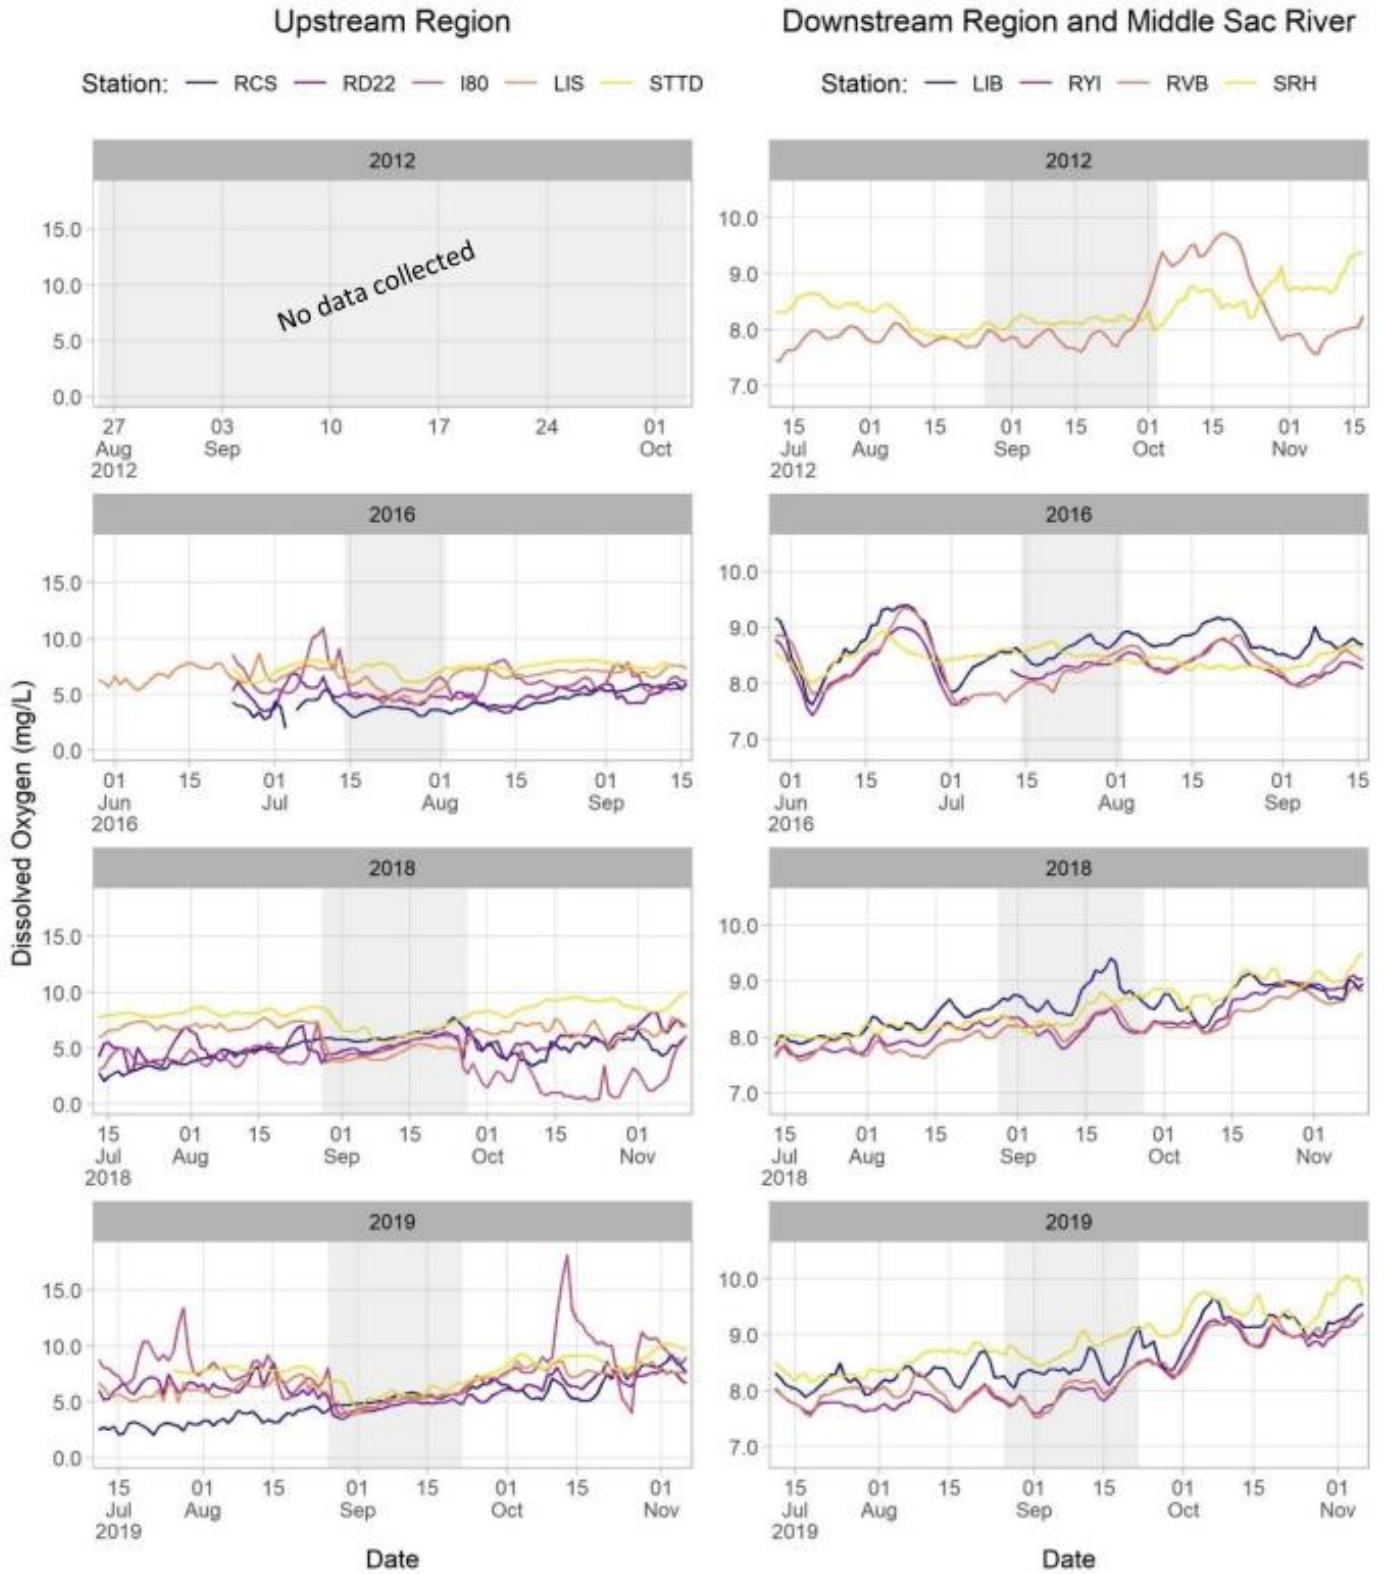 Upstream Region
Downstream Region and Middle Sac River
Station: RCS RD22 I80 LIS STTD
Station: LIB RYI RVB SRH
Dissolved Oxygen (mg/L)
2012
15.0
10.0
5.0
0.0
No data collected
27 03 10 17 24 01
Aug Sep Oct
2012
2012
10.0
9.0
8.0
7.0
15 01 15 01 15 01 15 01 15
Jul Aug Sep Oct Nov
2012
2016
15.0
10.0
5.0
0.0
01 15 01 15 01 15 01 15
Jun Jul Aug Sep
2016
2016
10.0
9.0
8.0
7.0
01 15 01 15 01 15 01 15
Jun Jul Aug Sep
2016
2018
15.0
10.0
5.0
0.0
15 01 15 01 15 01 15 01
Jul Aug Sep Oct Nov
2018
2018
10.0
9.0
8.0
7.0
15 01 15 01 15 01 15 01
Jul Aug Sep Oct Nov
2018
2019
15.0
10.0
5.0
0.0
15 01 15 01 15 01 15 01
Jul Aug Sep Oct Nov
2019
Date
2019
10.0
9.0
8.0
7.0
15 01 15 01 15 01 15 01
Jul Aug Sep Oct Nov
2019
Date